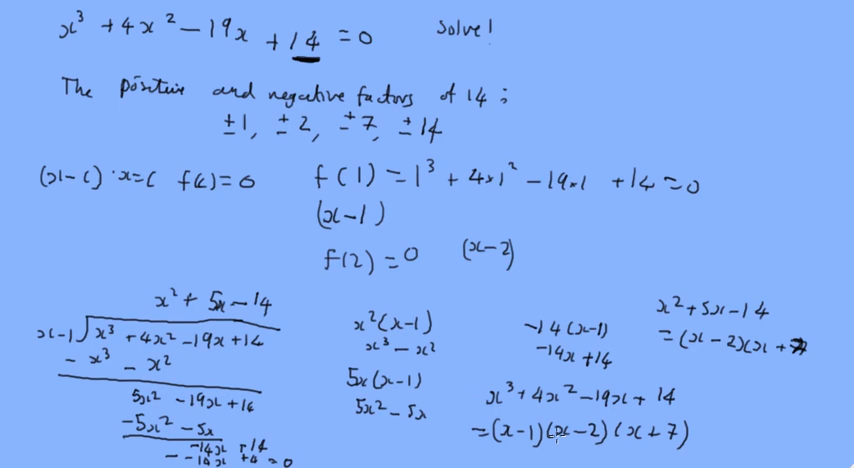 x³ + 4x² − 19x + 14 = 0 Solve!
The positive and negative factors of 14;
±1, ±2, ±7, ±14
(x−c) · x=c f(c)=0 f(1) = 1³ + 4×1² − 19×1 + 14 = 0
(x−1)
f(2) = 0 (x−2)
x² + 5x − 14
x−1 ) x³ + 4x² − 19x + 14
− x³ − x²
5x² − 19x + 14
−5x² − 5x
−14x + 14
− −14x + 4 = 0
x²(x−1)
x³ − x²
5x(x−1)
5x² − 5x
−14(x−1)
−14x + 14
x² + 5x − 14
= (x−2)(x+7
x³ + 4x² − 19x + 14
= (x−1)(x−2)(x+7)